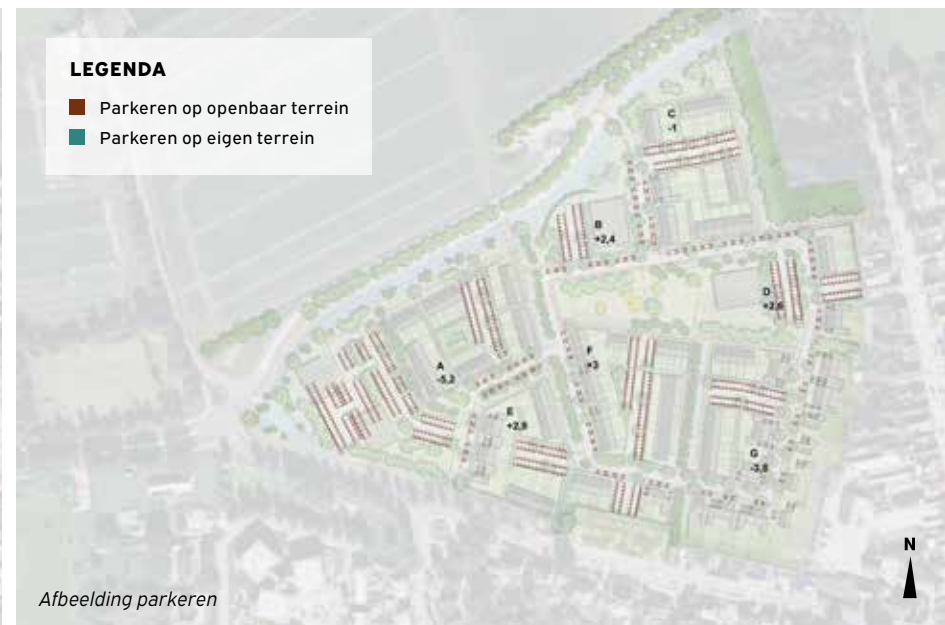 LEGENDA
Parkeren op openbaar terrein
Parkeren op eigen terrein
C
-1
B
+2,4
D
+2,6
A
-5,2
F
+3
E
+2,8
G
-3,8
N
Afbeelding parkeren